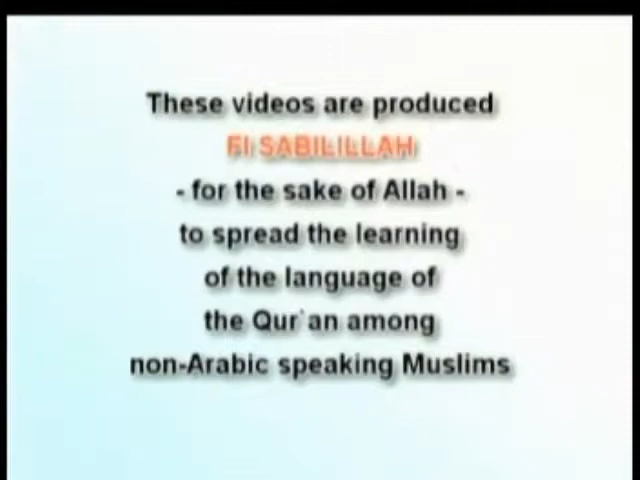 These videos are produced
FI SABILILLAH
- for the sake of Allah -
to spread the learning
of the language of
the Qur`an among
non-Arabic speaking Muslims